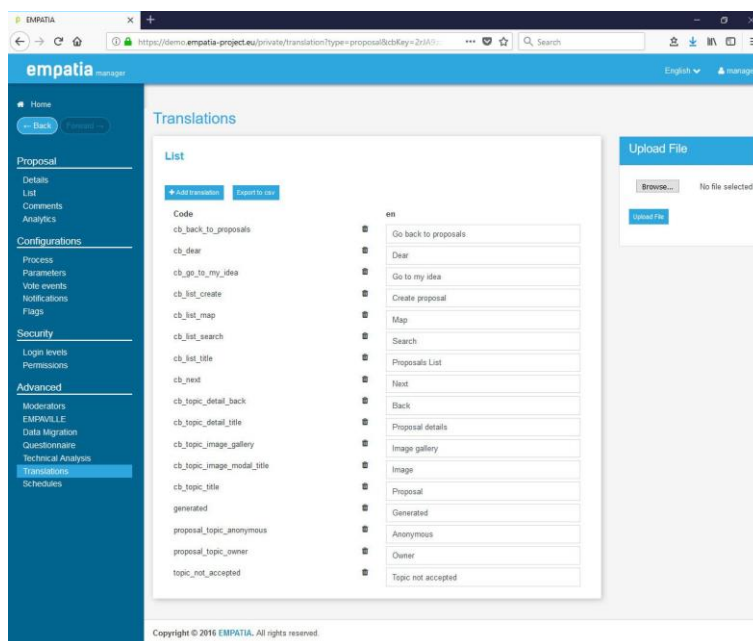 EMPATIA
https://demo.empatia-project.eu/private/translation?type=proposal&cbKey=
Search
empatia manager
English
manage
Home
← Back
Forward →
Proposal
Details
List
Comments
Analytics
Configurations
Process
Parameters
Vote events
Notifications
Flags
Security
Login levels
Permissions
Advanced
Moderators
EMPAVILLE
Data Migration
Questionnaire
Technical Analysis
Translations
Schedules
Translations
List
+ Add translation
Export to csv
Code en
cb_back_to_proposals Go back to proposals
cb_dear Dear
cb_go_to_my_idea Go to my idea
cb_list_create Create proposal
cb_list_map Map
cb_list_search Search
cb_list_title Proposals List
cb_next Next
cb_topic_detail_back Back
cb_topic_detail_title Proposal details
cb_topic_image_gallery Image gallery
cb_topic_image_modal_title Image
cb_topic_title Proposal
generated Generated
proposal_topic_anonymous Anonymous
proposal_topic_owner Owner
topic_not_accepted Topic not accepted
Upload File
Browse... No file selected
Upload File
Copyright © 2016 EMPATIA. All rights reserved.